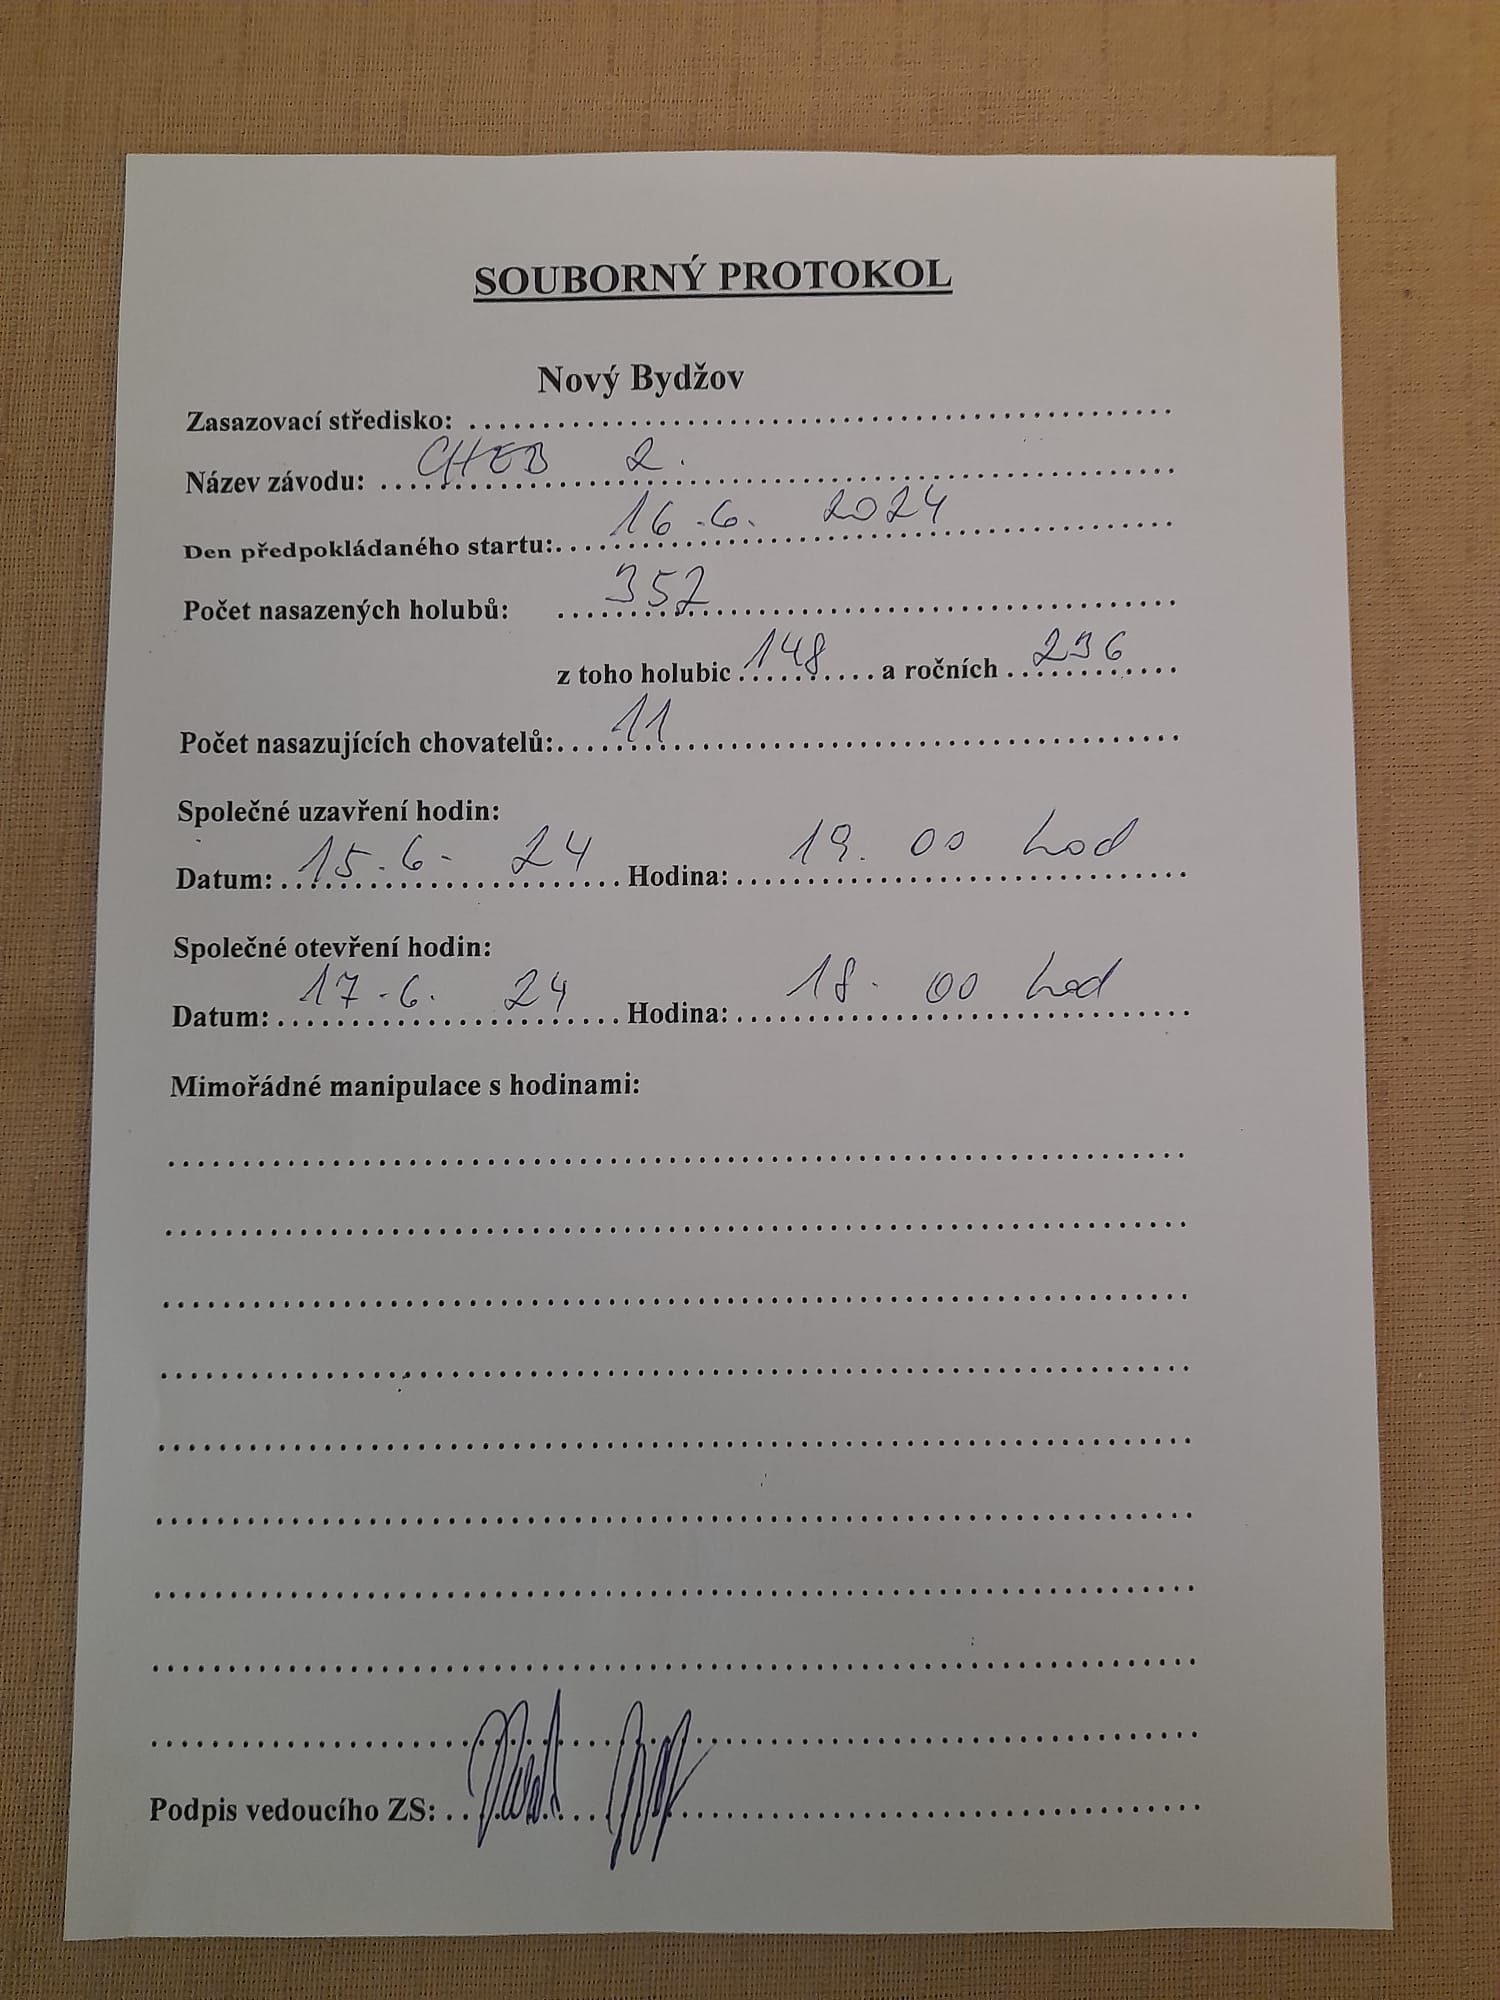 SOUBORNÝ PROTOKOL
Nový Bydžov
Zasazovací středisko:
Název závodu: CHEB 2.
Den předpokládaného startu: 16.6. 2024
Počet nasazených holubů: 352
z toho holubic 148 a ročních 236
Počet nasazujících chovatelů: 11
Společné uzavření hodin:
Datum: 15.6. 24 Hodina: 19.00 hod
Společné otevření hodin:
Datum: 17.6. 24 Hodina: 18.00 hod
Mimořádné manipulace s hodinami:
Podpis vedoucího ZS: